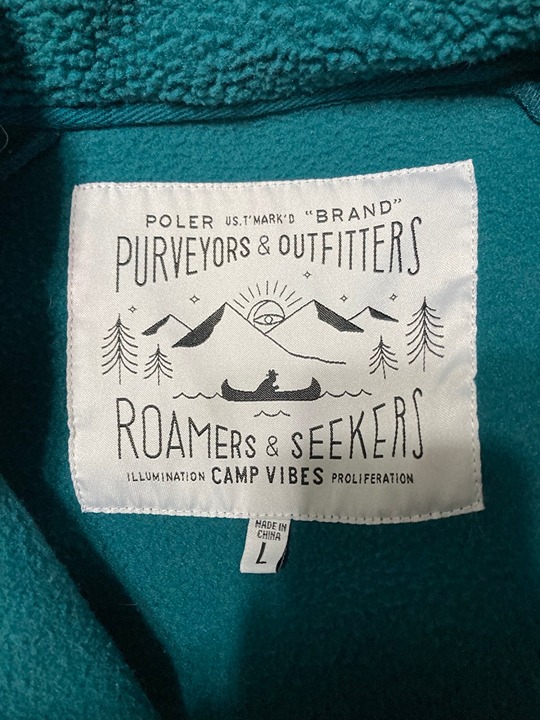 POLER US.T'MARK'D "BRAND"
PURVEYORS & OUTFITTERS
ROAMERS & SEEKERS
ILLUMINATION CAMP VIBES PROLIFERATION
MADE IN
CHINA
L